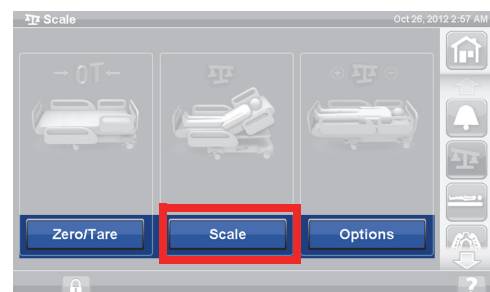 Scale Oct 26, 2012 2:57 AM
→0T←
Zero/Tare Scale Options
?